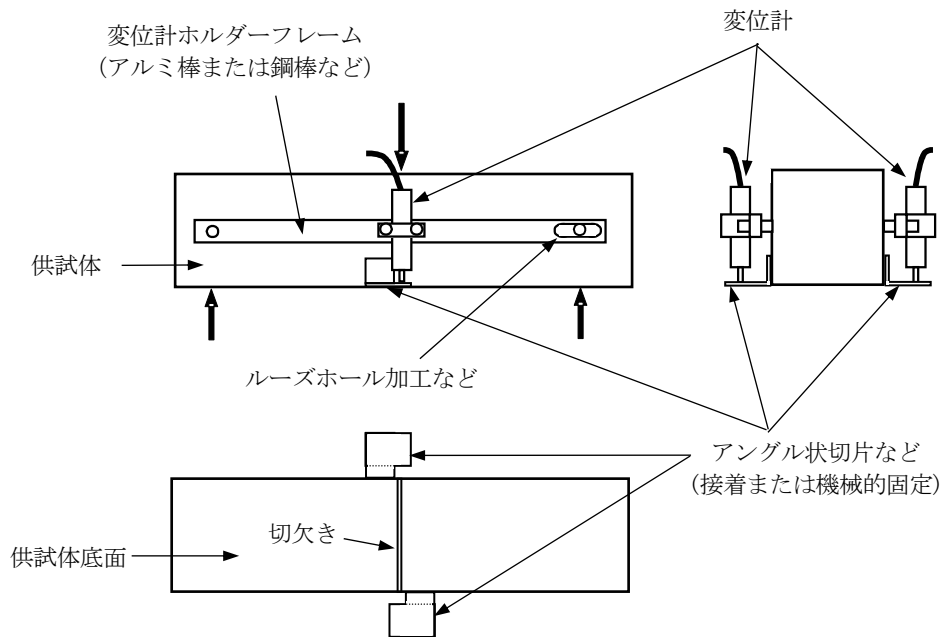 変位計
変位計ホルダーフレーム
（アルミ棒または鋼棒など）
供試体
ルーズホール加工など
アングル状切片など
（接着または機械的固定）
切欠き
供試体底面